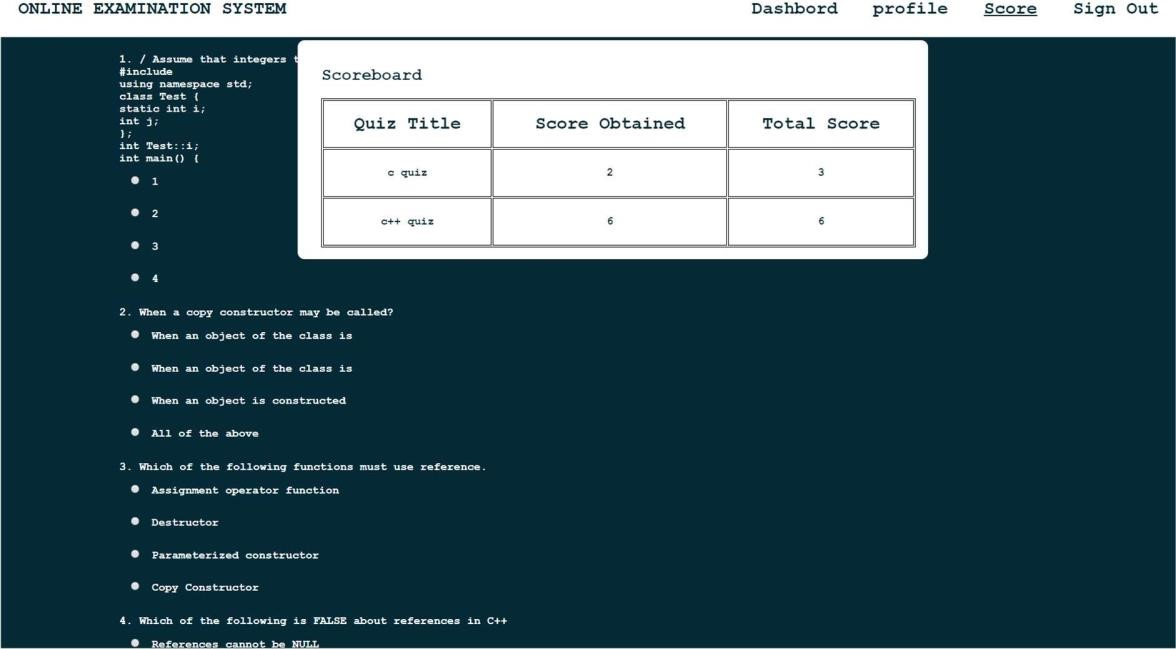 ONLINE EXAMINATION SYSTEM Dashbord profile Score Sign Out
Scoreboard
Quiz Title Score Obtained Total Score
c quiz 2 3
c++ quiz 6 6
1. / Assume that integers t
#include
using namespace std;
class Test {
static int i;
int j;
};
int Test::i;
int main() {
1
2
3
4
2. When a copy constructor may be called?
When an object of the class is
When an object of the class is
When an object is constructed
All of the above
3. Which of the following functions must use reference.
Assignment operator function
Destructor
Parameterized constructor
Copy Constructor
4. Which of the following is FALSE about references in C++
References cannot be NULL